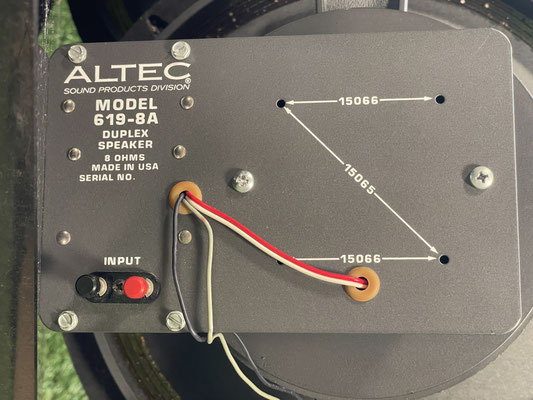 ALTEC
®
SOUND PRODUCTS DIVISION
MODEL
619-8A
DUPLEX
SPEAKER
8 OHMS
MADE IN USA
SERIAL NO.
INPUT
15066
15065
15066